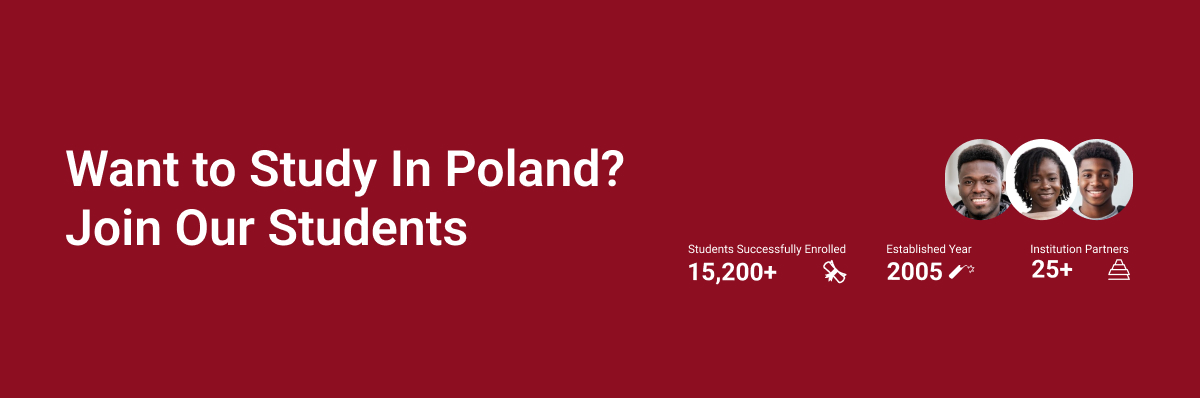 Want to Study In Poland?
Join Our Students
Students Successfully Enrolled
15,200+
Established Year
2005
Institution Partners
25+